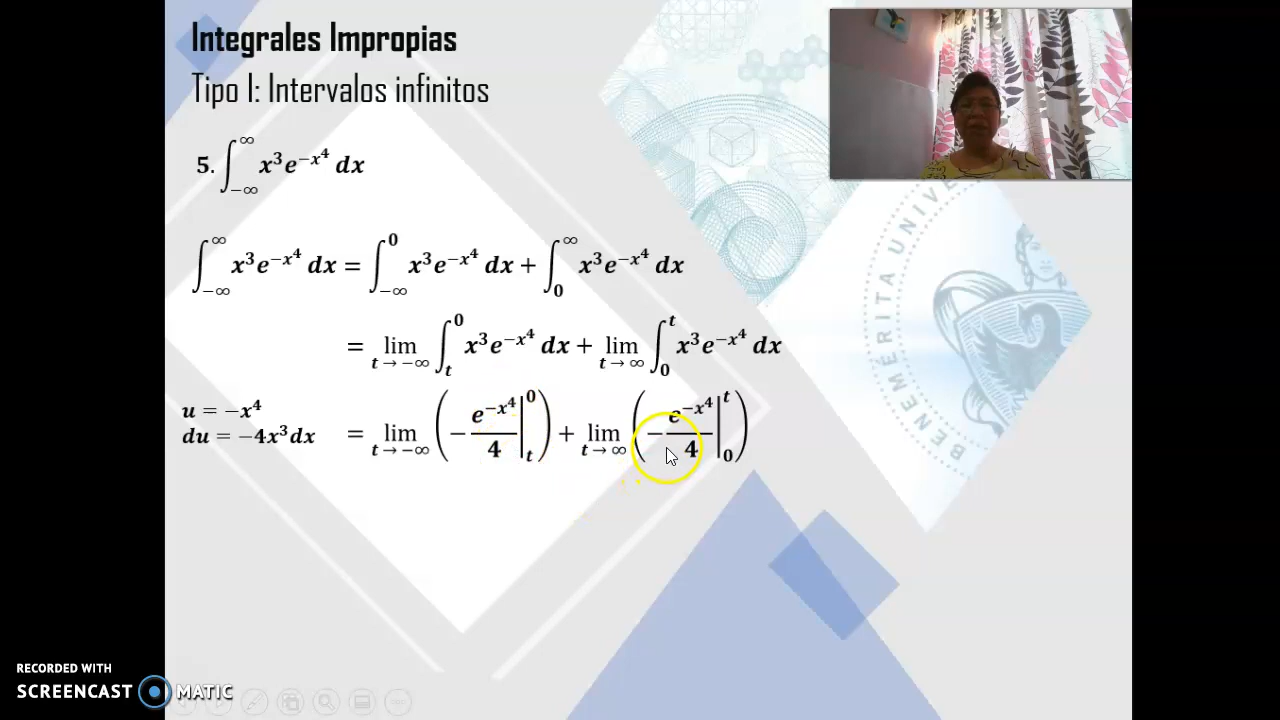 Integrales Impropias
Tipo I: Intervalos infinitos
5. ∫_{-∞}^{∞} x³e^{-x⁴} dx
∫_{-∞}^{∞} x³e^{-x⁴} dx = ∫_{-∞}^{0} x³e^{-x⁴} dx + ∫_{0}^{∞} x³e^{-x⁴} dx
= lim_{t→-∞} ∫_{t}^{0} x³e^{-x⁴} dx + lim_{t→∞} ∫_{0}^{t} x³e^{-x⁴} dx
u = -x⁴
du = -4x³dx
= lim_{t→-∞} (-e^{-x⁴}/4 |_{t}^{0}) + lim_{t→∞} (-e^{-x⁴}/4 |_{0}^{t})
BENEMÉRITA UNIVE
RECORDED WITH
SCREENCAST MATIC